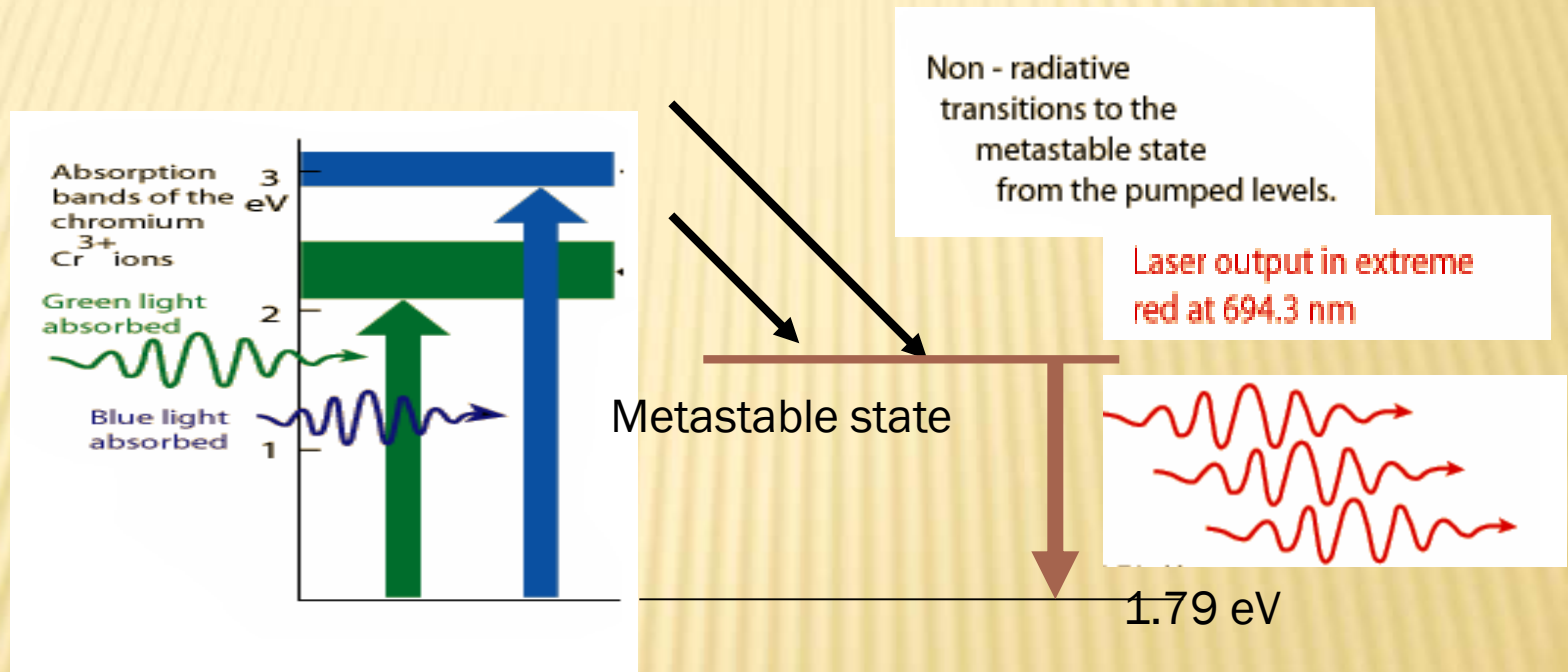 Non - radiative
transitions to the
metastable state
from the pumped levels.
Absorption
bands of the
chromium
Cr3+ ions
3
eV
Laser output in extreme
red at 694.3 nm
Green light
absorbed
2
Blue light
absorbed
1
Metastable state
1.79 eV